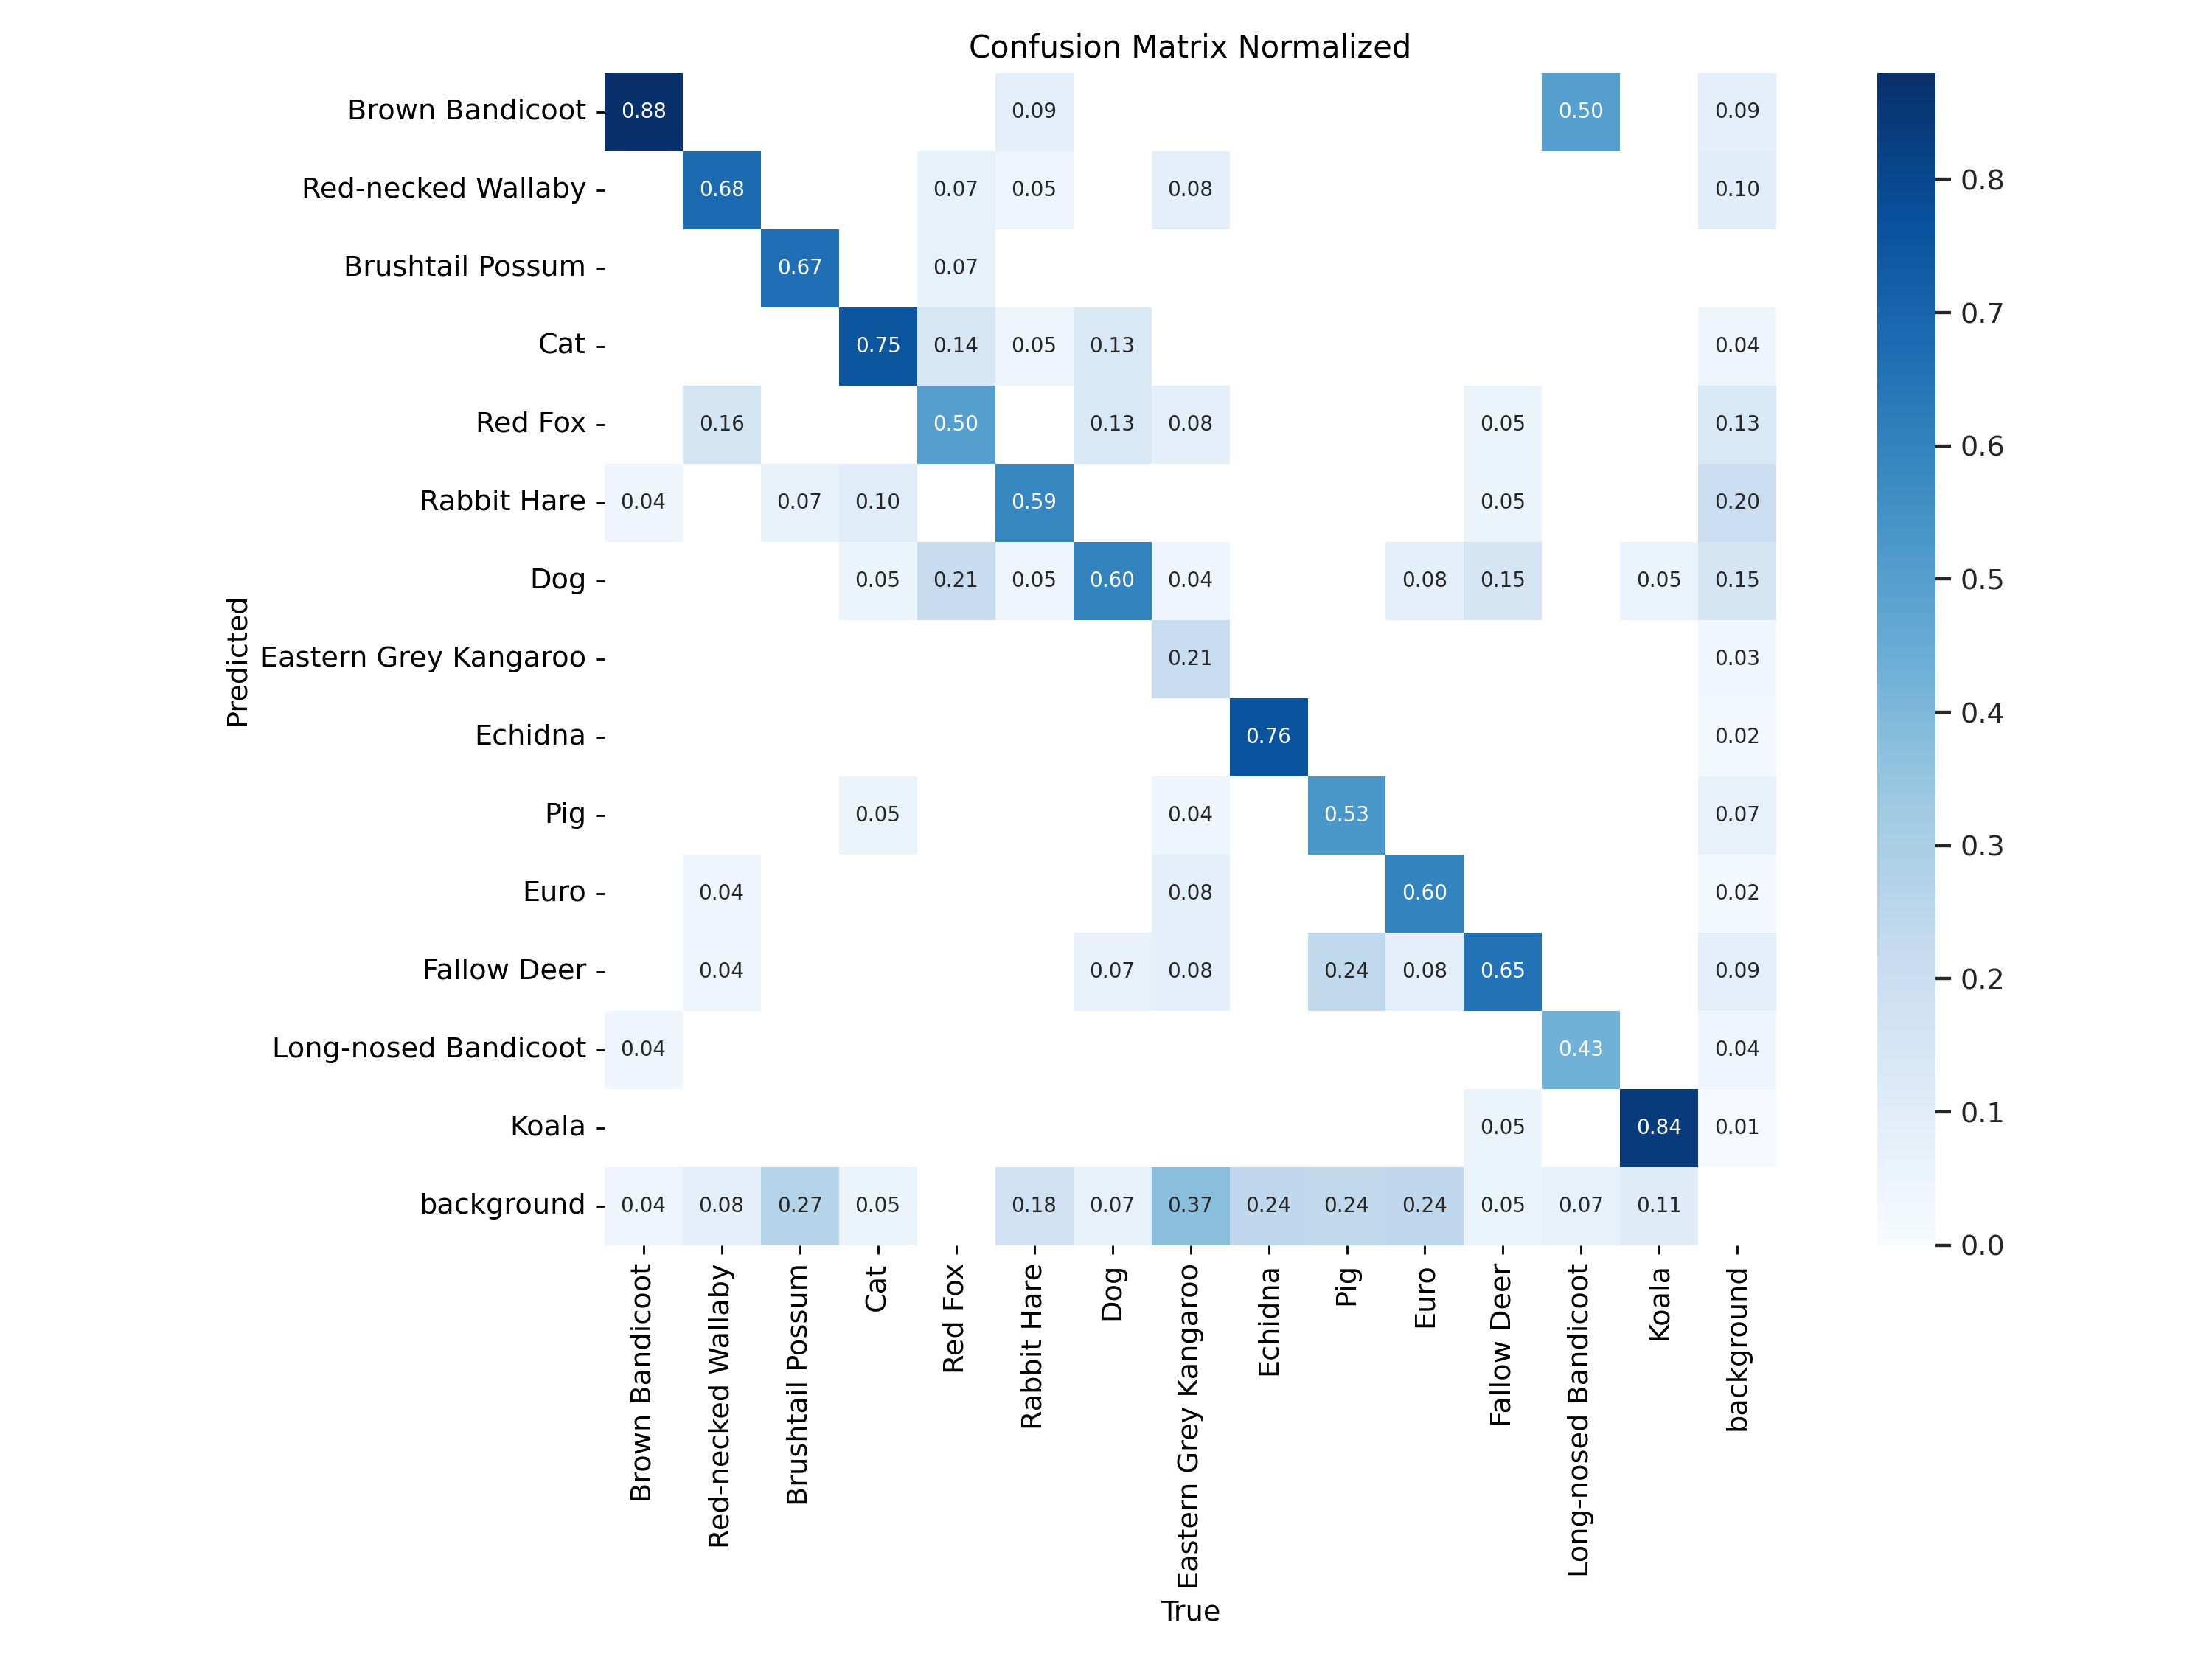 Confusion Matrix Normalized
Brown Bandicoot 0.88 0.09 0.50 0.09
Red-necked Wallaby 0.68 0.07 0.05 0.08 0.10
Brushtail Possum 0.67 0.07
Cat 0.75 0.14 0.05 0.13 0.04
Red Fox 0.16 0.50 0.13 0.08 0.05 0.13
Rabbit Hare 0.04 0.07 0.10 0.59 0.05 0.20
Dog 0.05 0.21 0.05 0.60 0.04 0.08 0.15 0.05 0.15
Eastern Grey Kangaroo 0.21 0.03
Echidna 0.76 0.02
Pig 0.05 0.04 0.53 0.07
Euro 0.04 0.08 0.60 0.02
Fallow Deer 0.04 0.07 0.08 0.24 0.08 0.65 0.09
Long-nosed Bandicoot 0.04 0.43 0.04
Koala 0.05 0.84 0.01
background 0.04 0.08 0.27 0.05 0.18 0.07 0.37 0.24 0.24 0.24 0.05 0.07 0.11
Predicted
Brown Bandicoot
Red-necked Wallaby
Brushtail Possum
Cat
Red Fox
Rabbit Hare
Dog
Eastern Grey Kangaroo
Echidna
Pig
Euro
Fallow Deer
Long-nosed Bandicoot
Koala
background
True
0.8
0.7
0.6
0.5
0.4
0.3
0.2
0.1
0.0